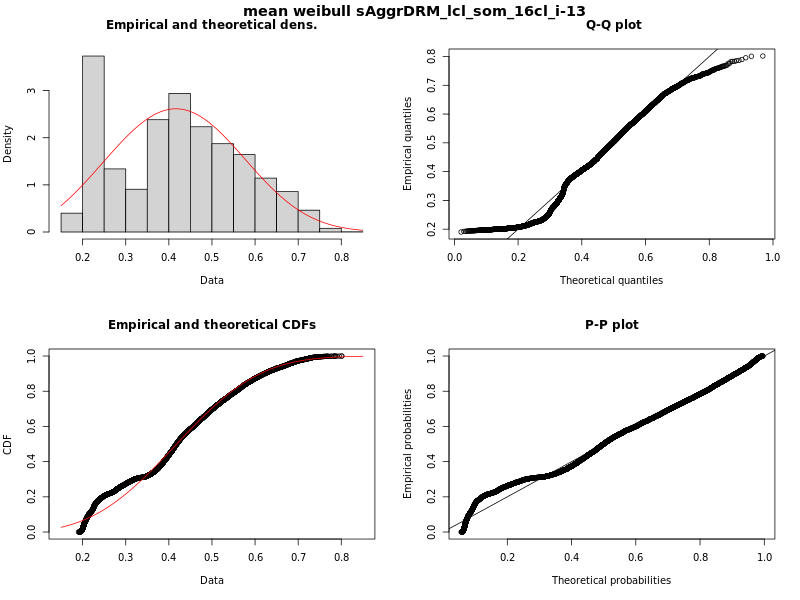 mean weibull sAggrDRM_lcl_som_16cl_i-13
Empirical and theoretical dens.
Density
0 1 2 3
0.2 0.3 0.4 0.5 0.6 0.7 0.8
Data
Q-Q plot
Empirical quantiles
0.2 0.3 0.4 0.5 0.6 0.7 0.8
0.0 0.2 0.4 0.6 0.8 1.0
Theoretical quantiles
Empirical and theoretical CDFs
CDF
0.0 0.2 0.4 0.6 0.8 1.0
0.2 0.3 0.4 0.5 0.6 0.7 0.8
Data
P-P plot
Empirical probabilities
0.0 0.2 0.4 0.6 0.8 1.0
0.2 0.4 0.6 0.8 1.0
Theoretical probabilities